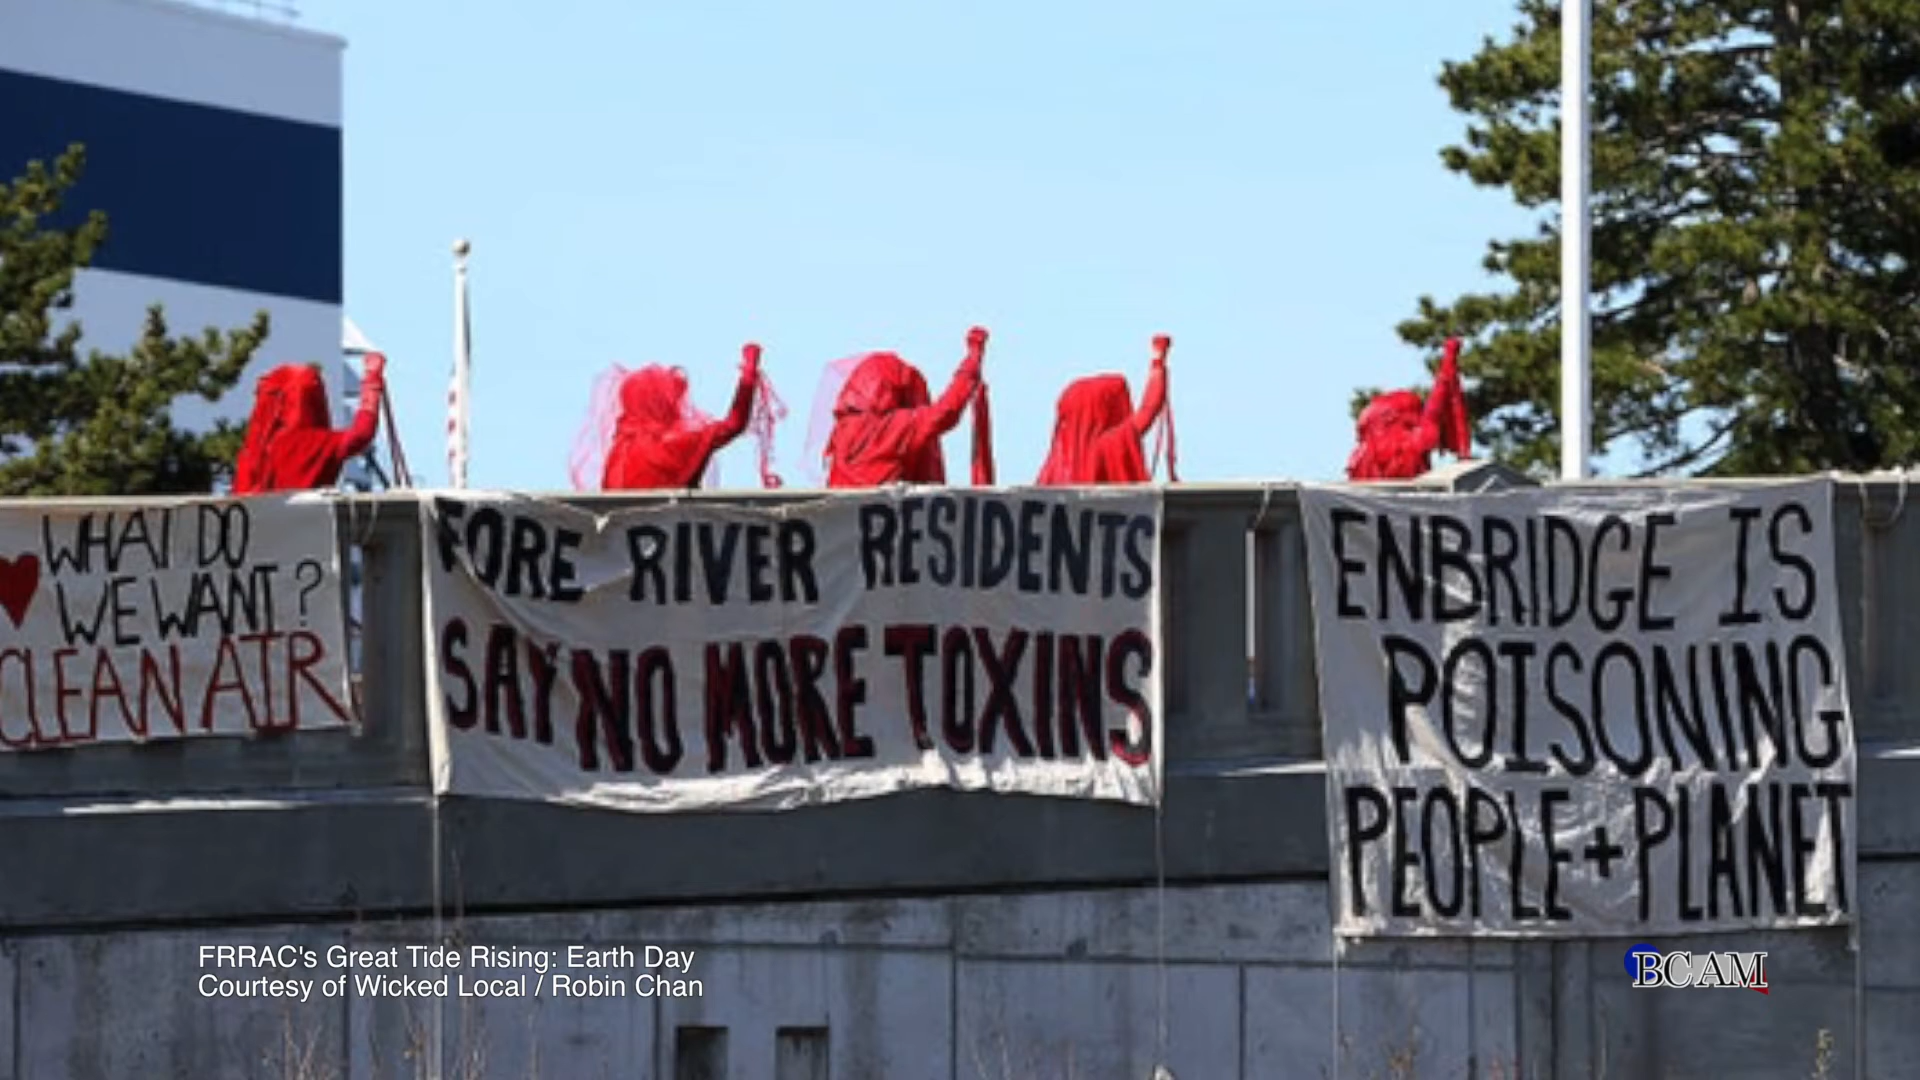 WHAT DO
WE WANT?
CLEAN AIR
FORE RIVER RESIDENTS
SAY NO MORE TOXINS
ENBRIDGE IS
POISONING
PEOPLE + PLANET
FRRAC's Great Tide Rising: Earth Day
Courtesy of Wicked Local / Robin Chan
BCAM